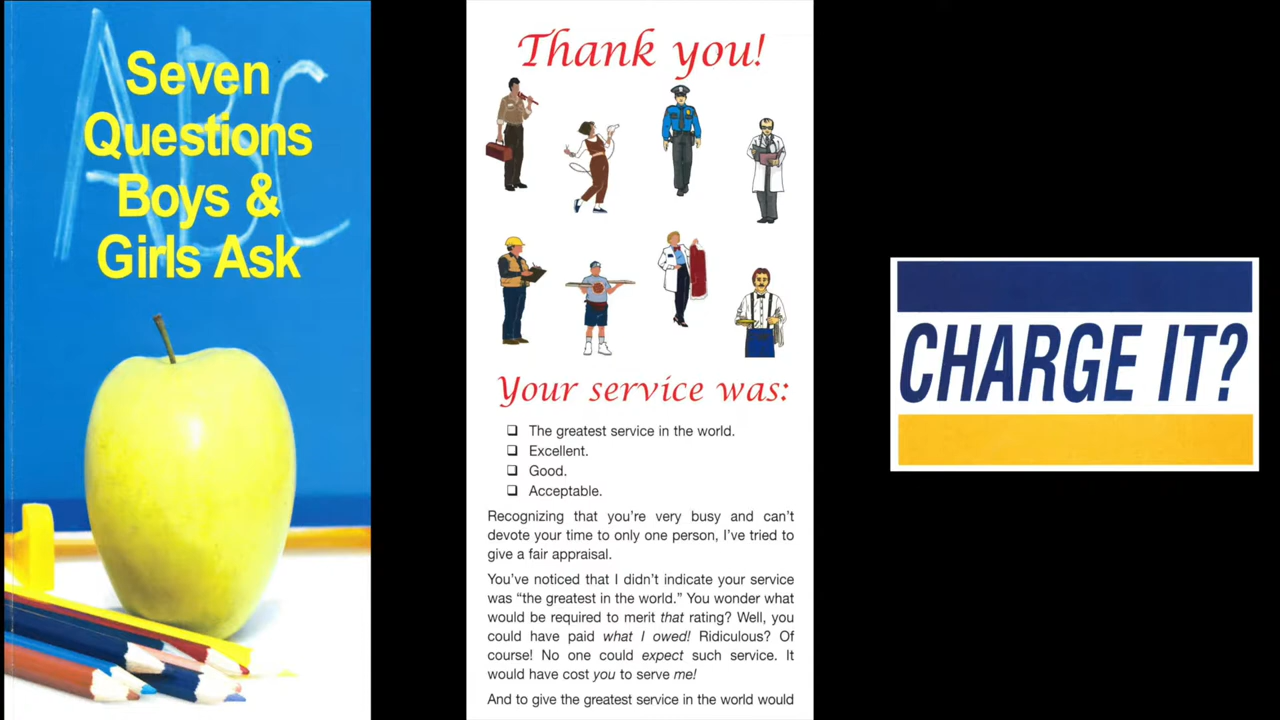 ABC
Seven
Questions
Boys &
Girls Ask
Thank you!
Your service was:
❑ The greatest service in the world.
❑ Excellent.
❑ Good.
❑ Acceptable.
Recognizing that you're very busy and can't
devote your time to only one person, I've tried to
give a fair appraisal.
You've noticed that I didn't indicate your service
was “the greatest in the world.” You wonder what
would be required to merit that rating? Well, you
could have paid what I owed! Ridiculous? Of
course! No one could expect such service. It
would have cost you to serve me!
And to give the greatest service in the world would
CHARGE IT?